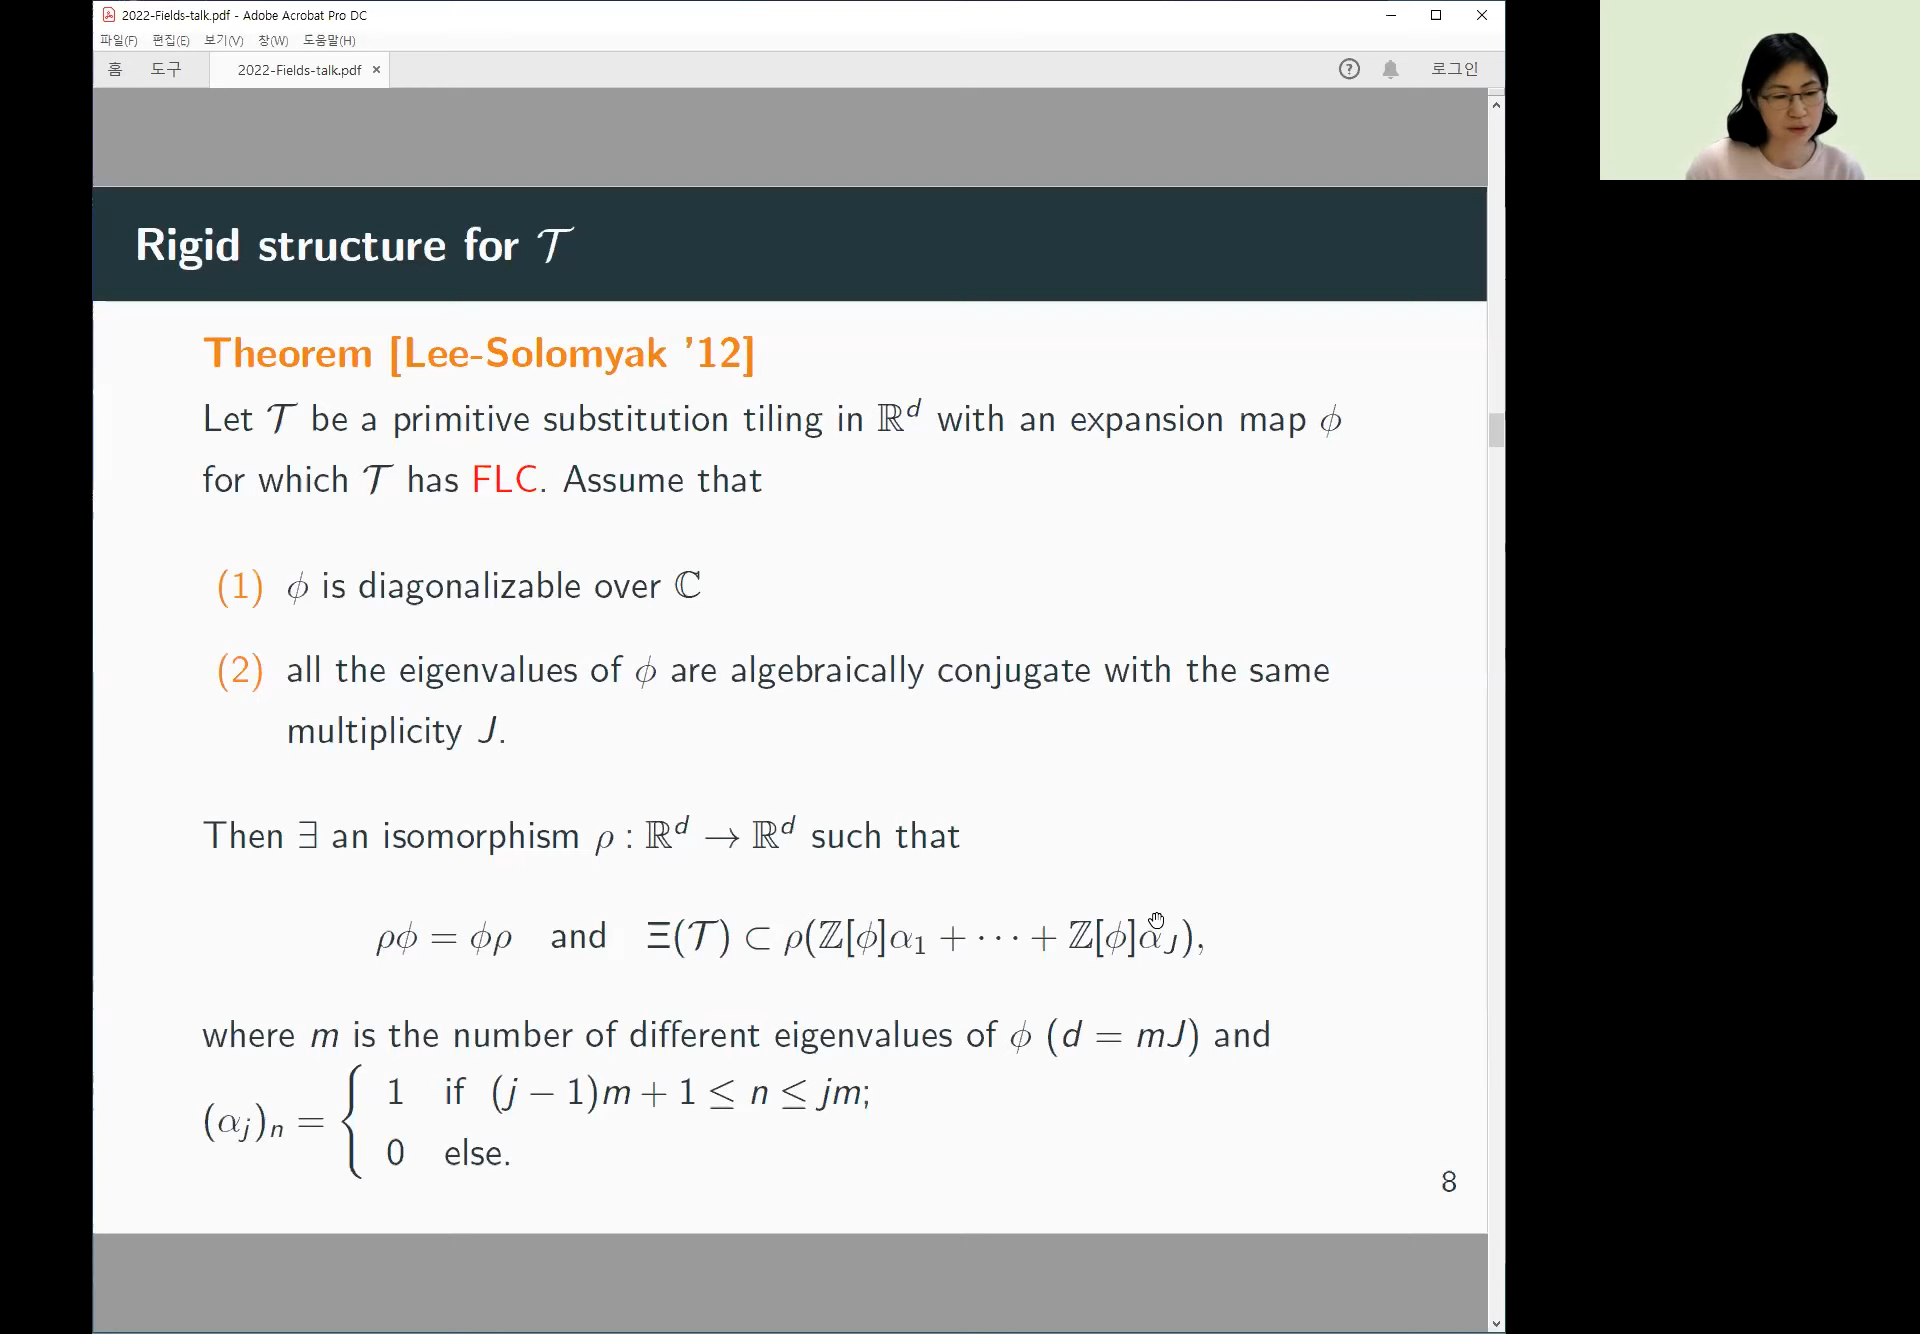 2022-Fields-talk.pdf - Adobe Acrobat Pro DC
파일(F) 편집(E) 보기(V) 창(W) 도움말(H)
홈 도구 2022-Fields-talk.pdf × ? 로그인
Rigid structure for 𝒯
Theorem [Lee-Solomyak ’12]
Let 𝒯 be a primitive substitution tiling in ℝᵈ with an expansion map ϕ
for which 𝒯 has FLC. Assume that
(1) ϕ is diagonalizable over ℂ
(2) all the eigenvalues of ϕ are algebraically conjugate with the same
multiplicity J.
Then ∃ an isomorphism ρ : ℝᵈ → ℝᵈ such that
ρϕ = ϕρ and Ξ(𝒯) ⊂ ρ(ℤ[ϕ]α₁ + ⋯ + ℤ[ϕ]α_J),
where m is the number of different eigenvalues of ϕ (d = mJ) and
(α_j)_n = { 1 if (j − 1)m + 1 ≤ n ≤ jm;
0 else.
8